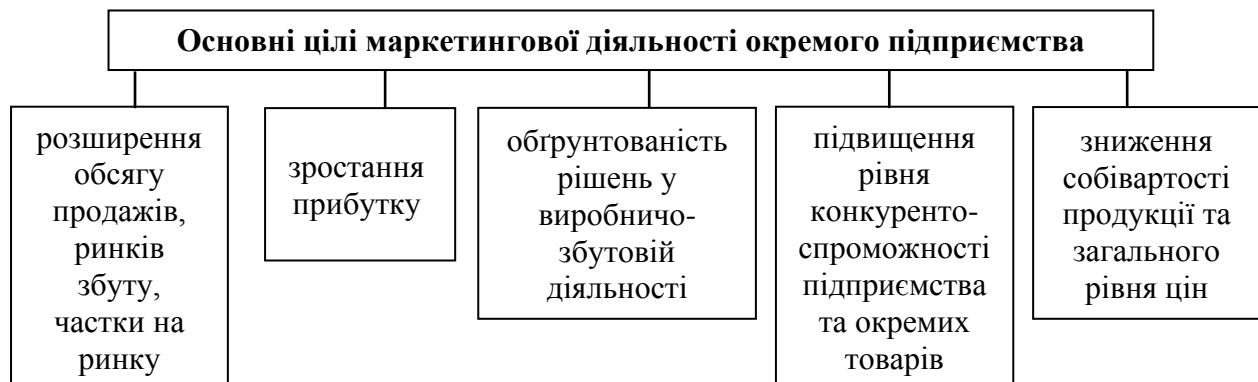 Основні цілі маркетингової діяльності окремого підприємства
розширення
обсягу
продажів,
ринків
збуту,
частки на
ринку
зростання
прибутку
обґрунтованість
рішень у
виробничо-
збутовій
діяльності
підвищення
рівня
конкуренто-
спроможності
підприємства
та окремих
товарів
зниження
собівартості
продукції та
загального
рівня цін